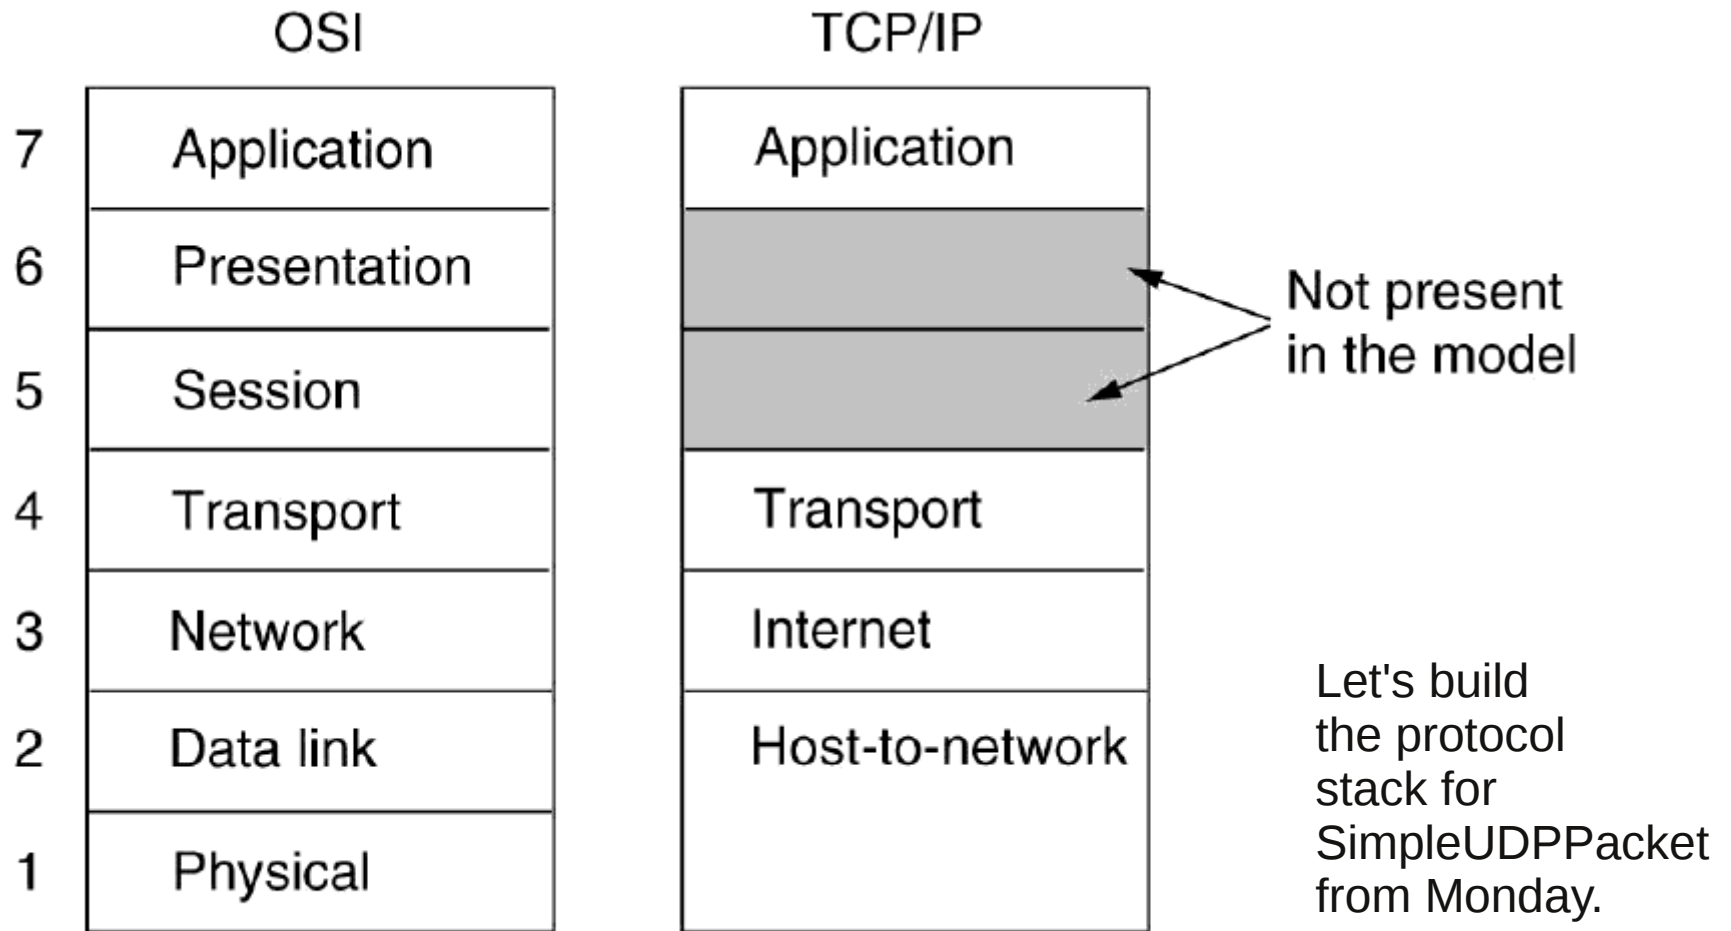 OSI
TCP/IP
7
Application
Application
6
Presentation
Not present
in the model
5
Session
4
Transport
Transport
3
Network
Internet
2
Data link
Host-to-network
1
Physical
Let's build
the protocol
stack for
SimpleUDPPacket
from Monday.